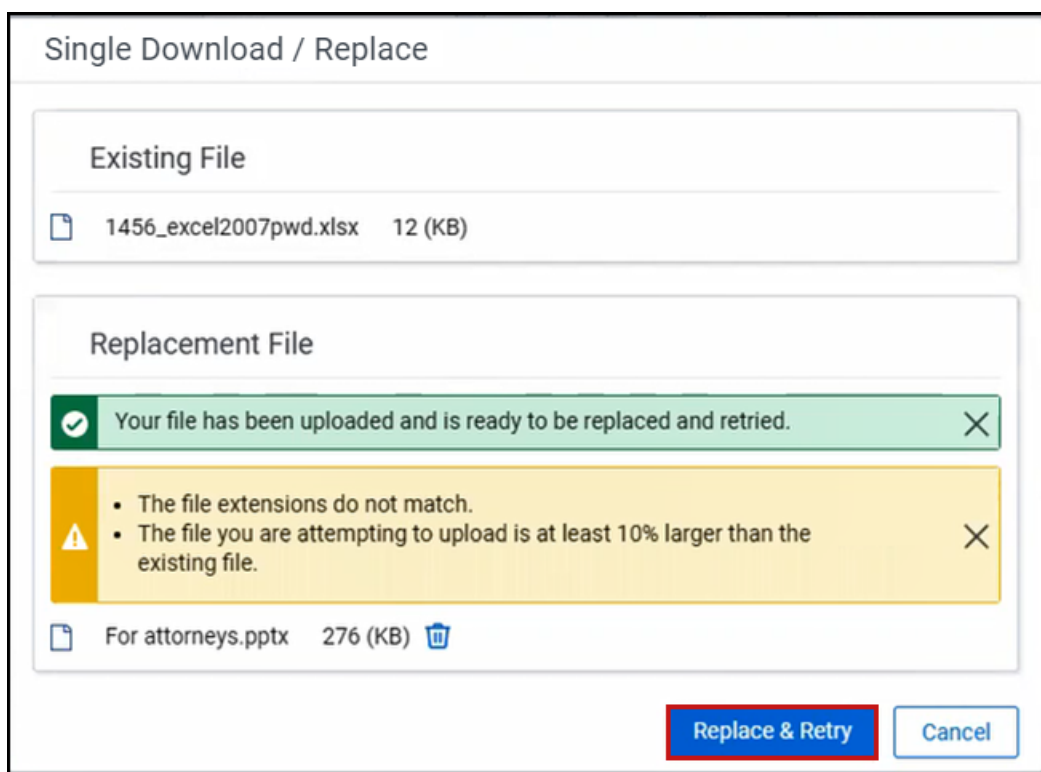 Single Download / Replace
Existing File
1456_excel2007pwd.xlsx 12 (KB)
Replacement File
Your file has been uploaded and is ready to be replaced and retried.
• The file extensions do not match.
• The file you are attempting to upload is at least 10% larger than the
existing file.
For attorneys.pptx 276 (KB)
Replace & Retry Cancel